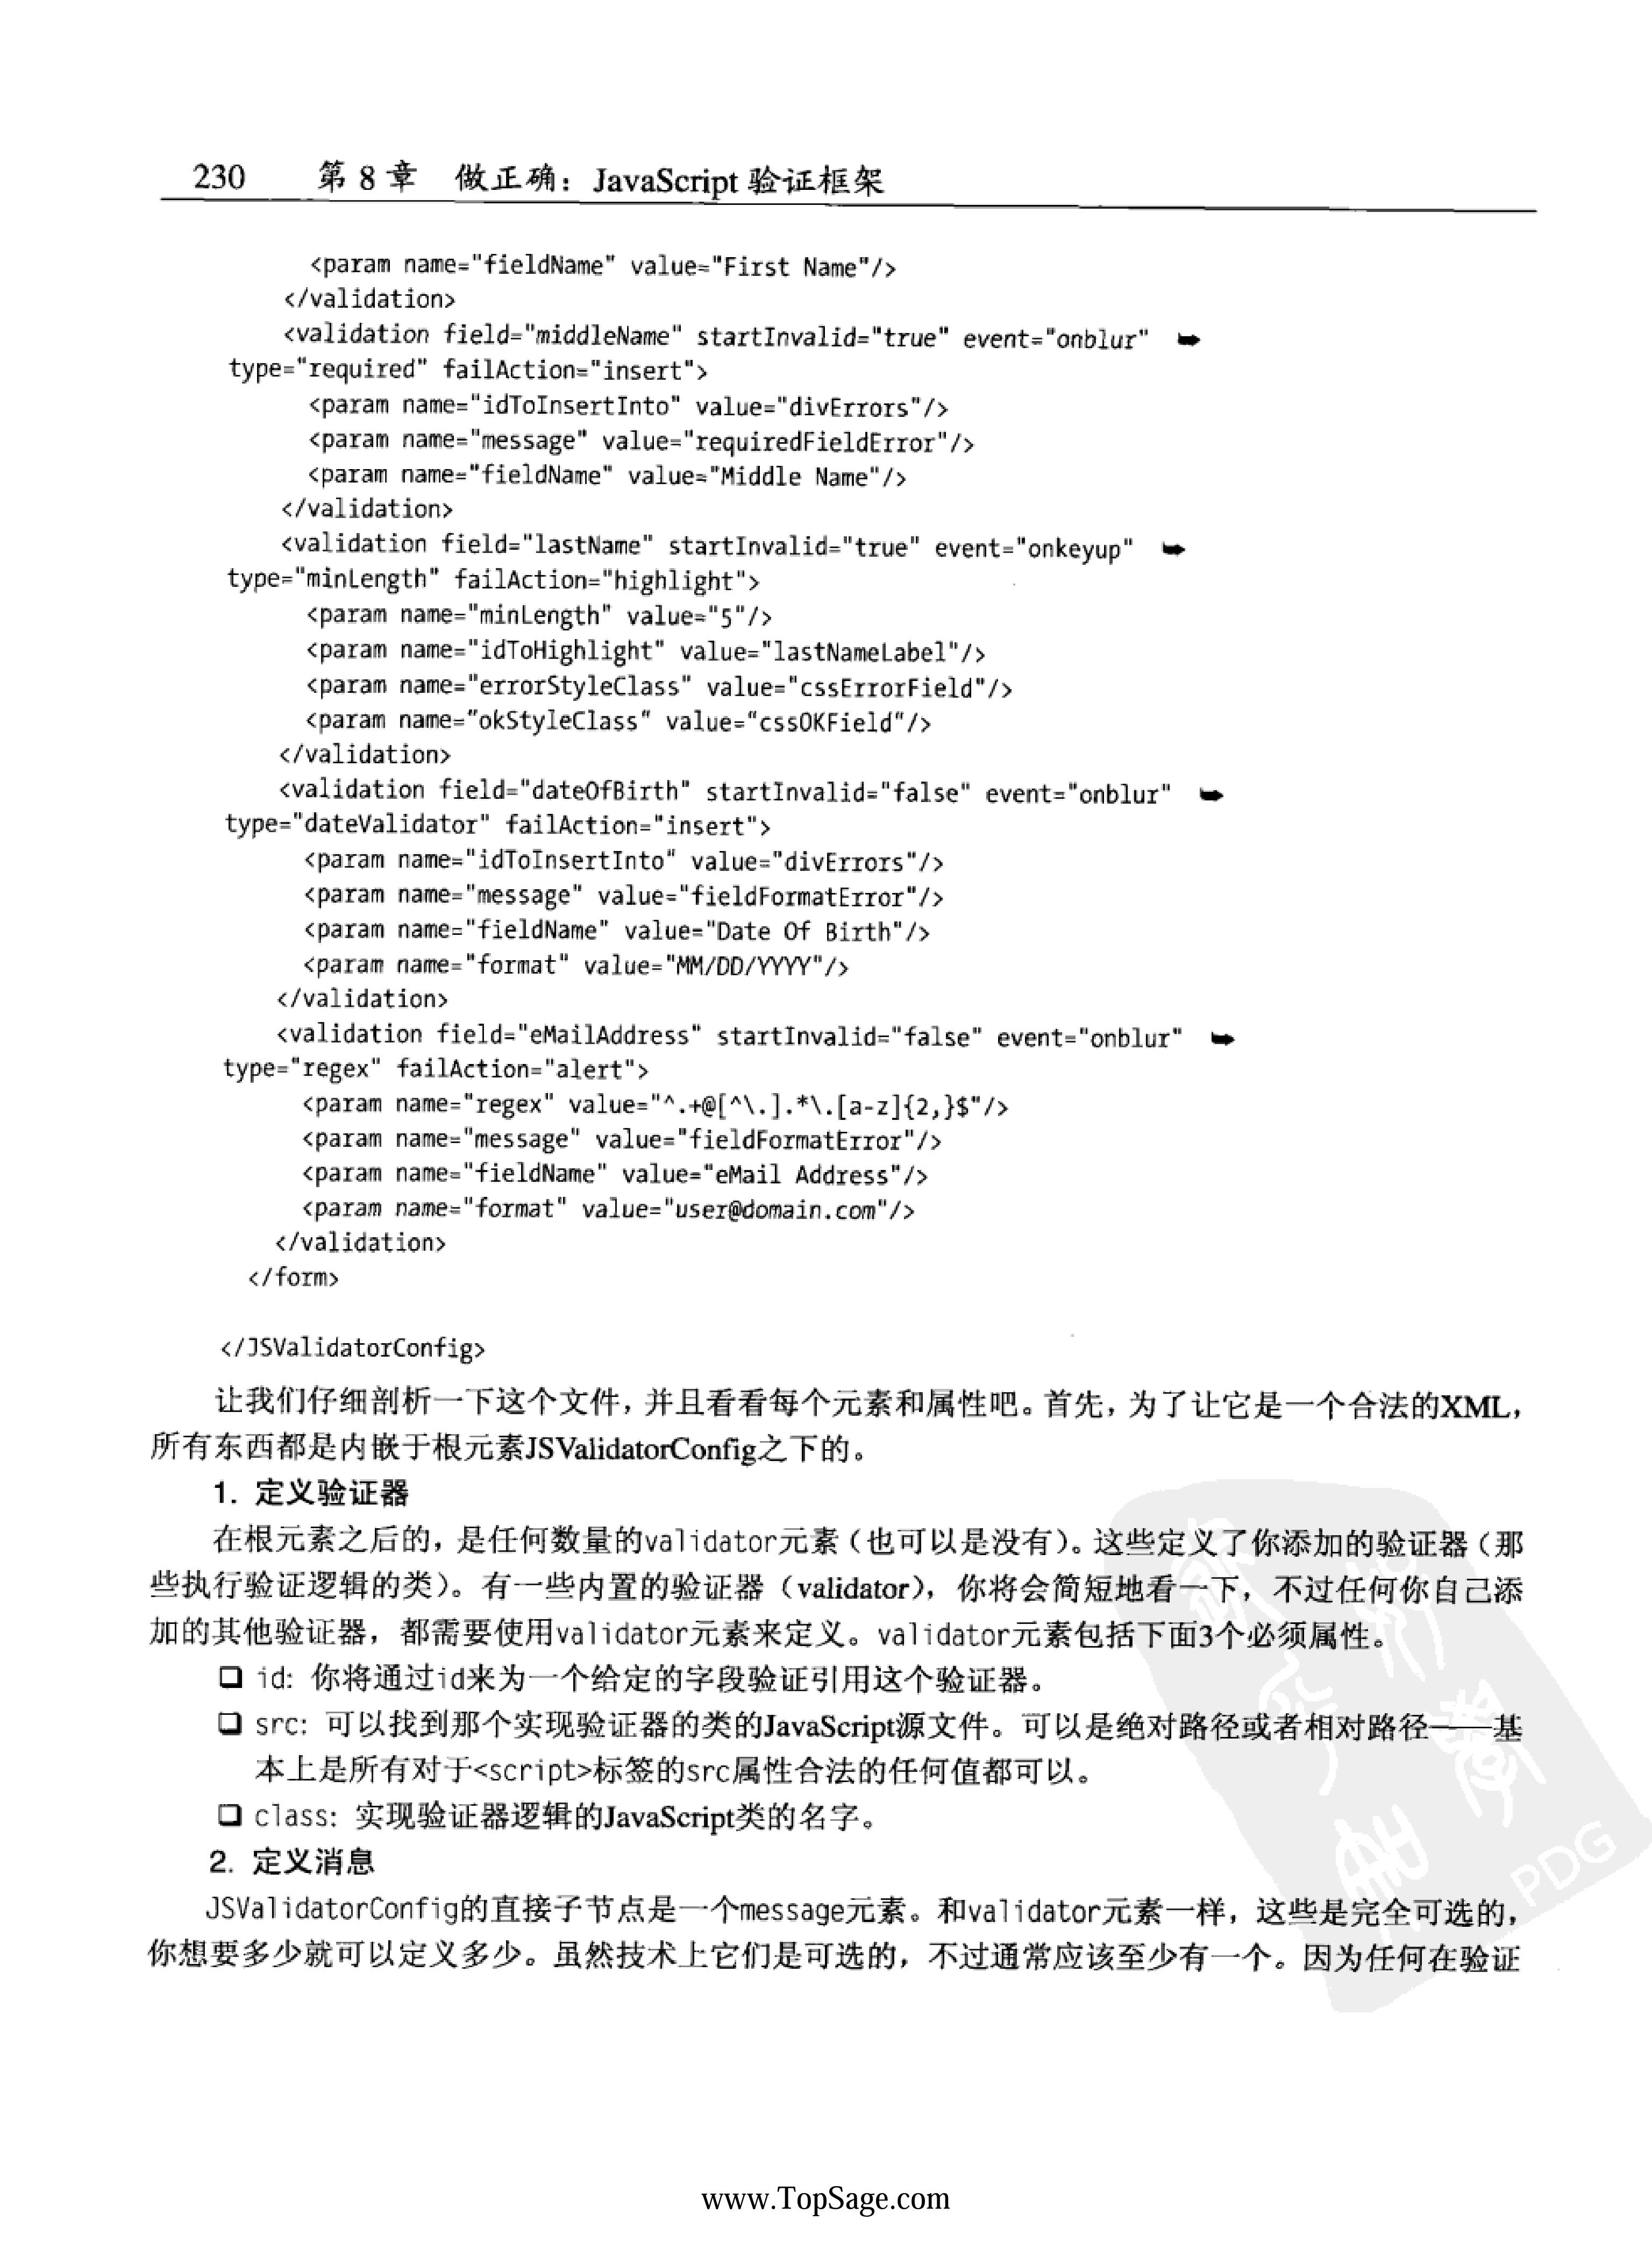 230 第 8 章 做正确：JavaScript 验证框架
<param name="fieldName" value="First Name"/>
</validation>
<validation field="middleName" startInvalid="true" event="onblur" ➥
type="required" failAction="insert">
<param name="idToInsertInto" value="divErrors"/>
<param name="message" value="requiredFieldError"/>
<param name="fieldName" value="Middle Name"/>
</validation>
<validation field="lastName" startInvalid="true" event="onkeyup" ➥
type="minLength" failAction="highlight">
<param name="minLength" value="5"/>
<param name="idToHighlight" value="lastNameLabel"/>
<param name="errorStyleClass" value="cssErrorField"/>
<param name="okStyleClass" value="cssOKField"/>
</validation>
<validation field="dateOfBirth" startInvalid="false" event="onblur" ➥
type="dateValidator" failAction="insert">
<param name="idToInsertInto" value="divErrors"/>
<param name="message" value="fieldFormatError"/>
<param name="fieldName" value="Date Of Birth"/>
<param name="format" value="MM/DD/YYYY"/>
</validation>
<validation field="eMailAddress" startInvalid="false" event="onblur" ➥
type="regex" failAction="alert">
<param name="regex" value="^.+@[^\.].*\.[a-z]{2,}$"/>
<param name="message" value="fieldFormatError"/>
<param name="fieldName" value="eMail Address"/>
<param name="format" value="user@domain.com"/>
</validation>
</form>
</JSValidatorConfig>
让我们仔细剖析一下这个文件，并且看看每个元素和属性吧。首先，为了让它是一个合法的XML，
所有东西都是内嵌于根元素JSValidatorConfig之下的。
1. 定义验证器
在根元素之后的，是任何数量的validator元素（也可以是没有）。这些定义了你添加的验证器（那
些执行验证逻辑的类）。有一些内置的验证器（validator），你将会简短地看一下，不过任何你自己添
加的其他验证器，都需要使用validator元素来定义。validator元素包括下面3个必须属性。
❏ id: 你将通过id来为一个给定的字段验证引用这个验证器。
❏ src: 可以找到那个实现验证器的类的JavaScript源文件。可以是绝对路径或者相对路径——基
本上是所有对于<script>标签的src属性合法的任何值都可以。
❏ class: 实现验证器逻辑的JavaScript类的名字。
2. 定义消息
JSValidatorConfig的直接子节点是一个message元素。和validator元素一样，这些是完全可选的，
你想要多少就可以定义多少。虽然技术上它们是可选的，不过通常应该至少有一个。因为任何在验证
PDG
www.TopSage.com